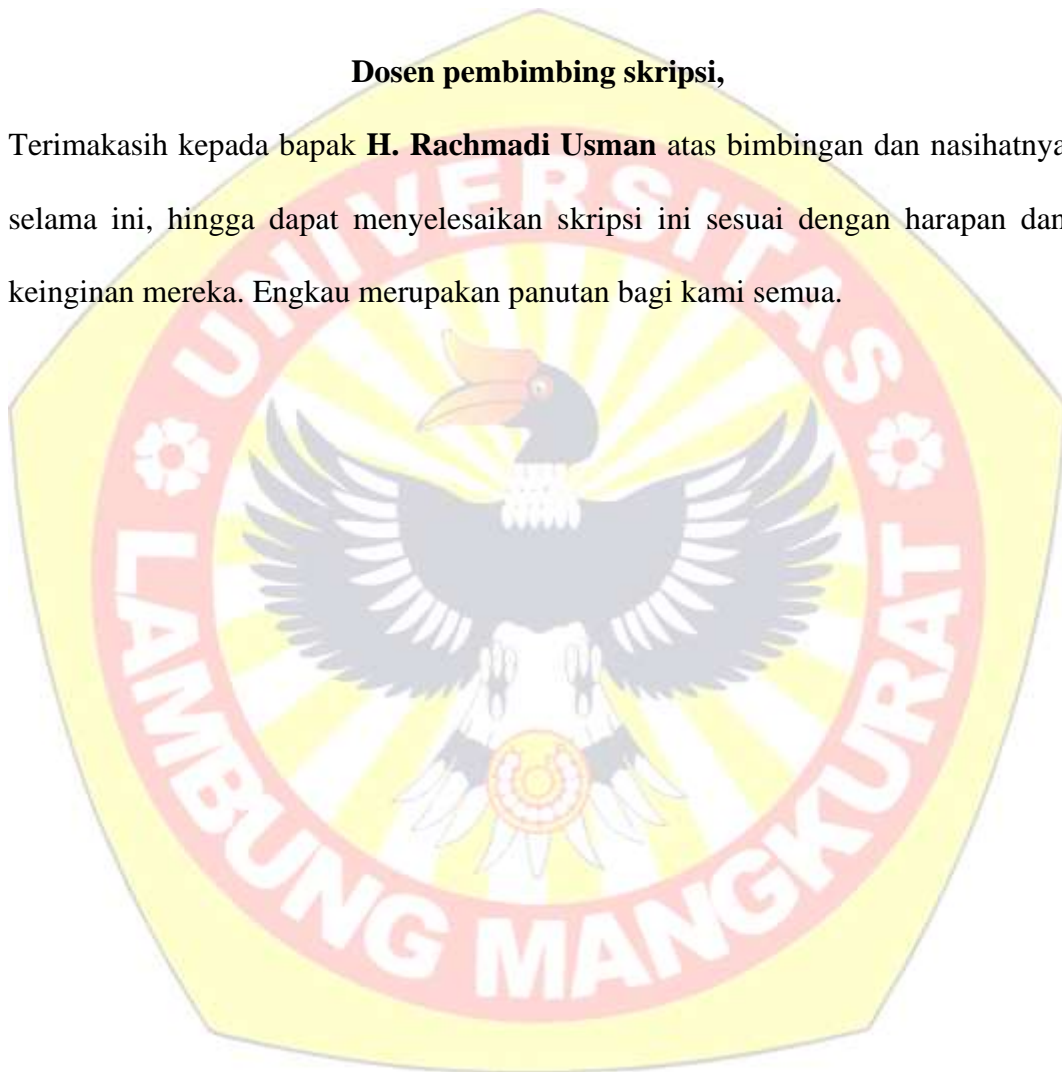 Dosen pembimbing skripsi,
Terimakasih kepada bapak H. Rachmadi Usman atas bimbingan dan nasihatnya
selama ini, hingga dapat menyelesaikan skripsi ini sesuai dengan harapan dan
keinginan mereka. Engkau merupakan panutan bagi kami semua.
UNIVERSITAS
LAMBUNG MANGKURAT